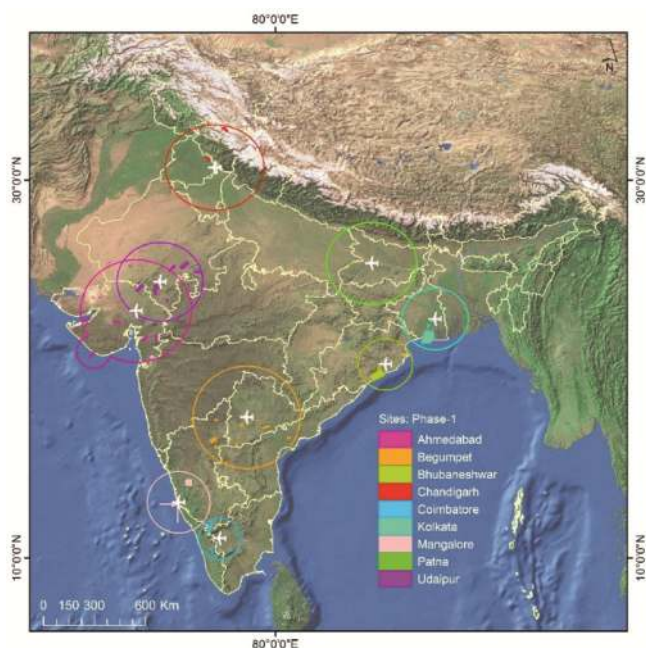 80°0'0"E
N
30°0'0"N
30°0'0"N
Sites: Phase-1
Ahmedabad
Begumpet
Bhubaneshwar
Chandigarh
Coimbatore
Kolkata
Mangalore
Patna
Udaipur
10°0'0"N
10°0'0"N
0 150 300 600 Km
80°0'0"E